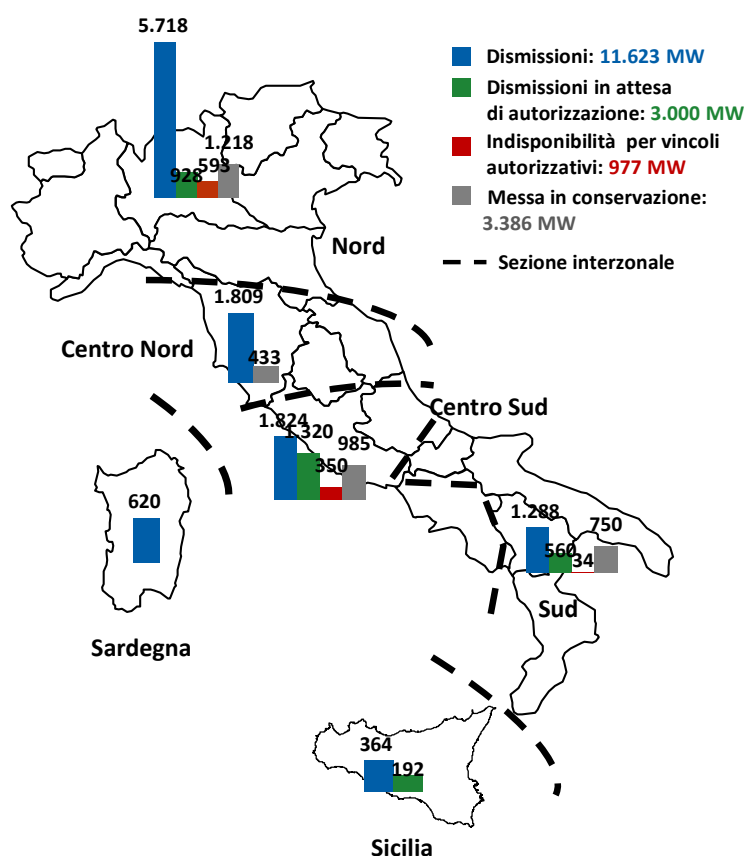 5.718
1.218
593
928
Dismissioni: 11.623 MW
Dismissioni in attesa
di autorizzazione: 3.000 MW
Indisponibilità per vincoli
autorizzativi: 977 MW
Messa in conservazione:
3.386 MW
Sezione interzonale
Nord
1.809
433
Centro Nord
Centro Sud
1.824
1.320
350
985
620
Sardegna
1.288
560
34
750
Sud
364
192
Sicilia